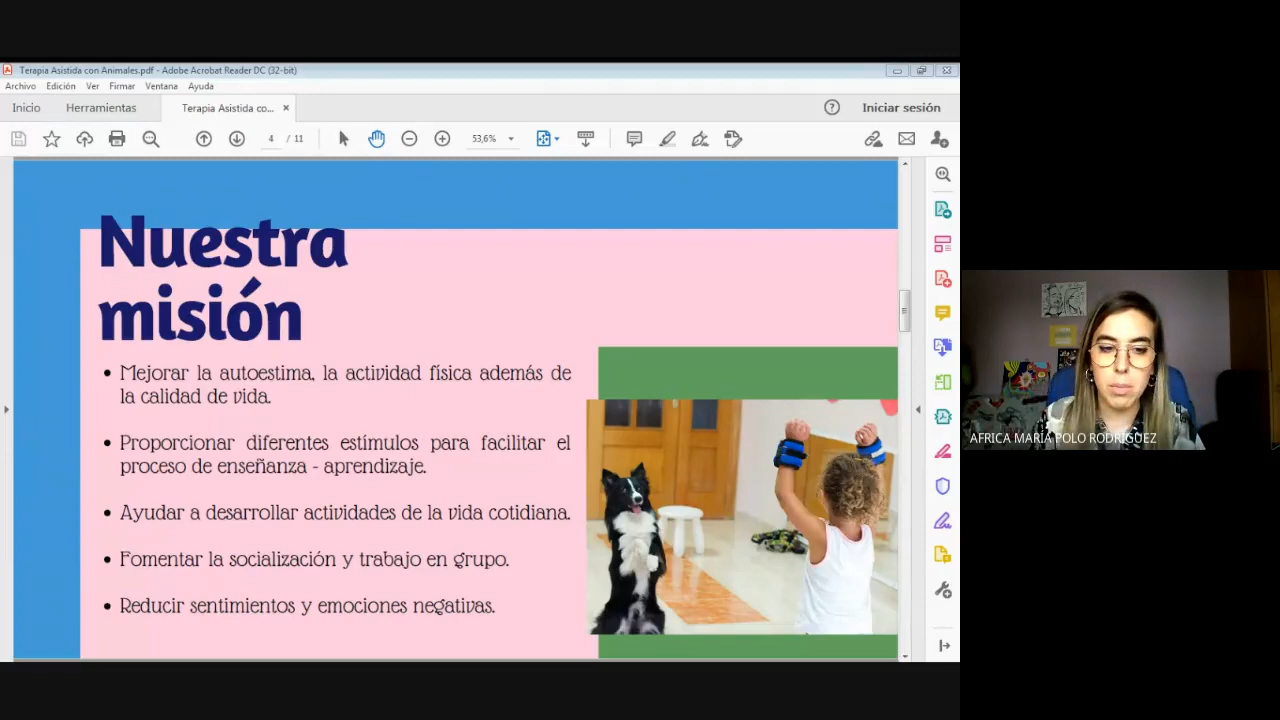 Terapia Asistida con Animales.pdf - Adobe Acrobat Reader DC (32-bit)
Archivo Edición Ver Firmar Ventana Ayuda
Inicio Herramientas Terapia Asistida co... Iniciar sesión
4 / 11 53,6%
Nuestra
misión
• Mejorar la autoestima, la actividad física además de
la calidad de vida.
• Proporcionar diferentes estímulos para facilitar el
proceso de enseñanza - aprendizaje.
• Ayudar a desarrollar actividades de la vida cotidiana.
• Fomentar la socialización y trabajo en grupo.
• Reducir sentimientos y emociones negativas.
AFRICA MARÍA POLO RODRÍGUEZ